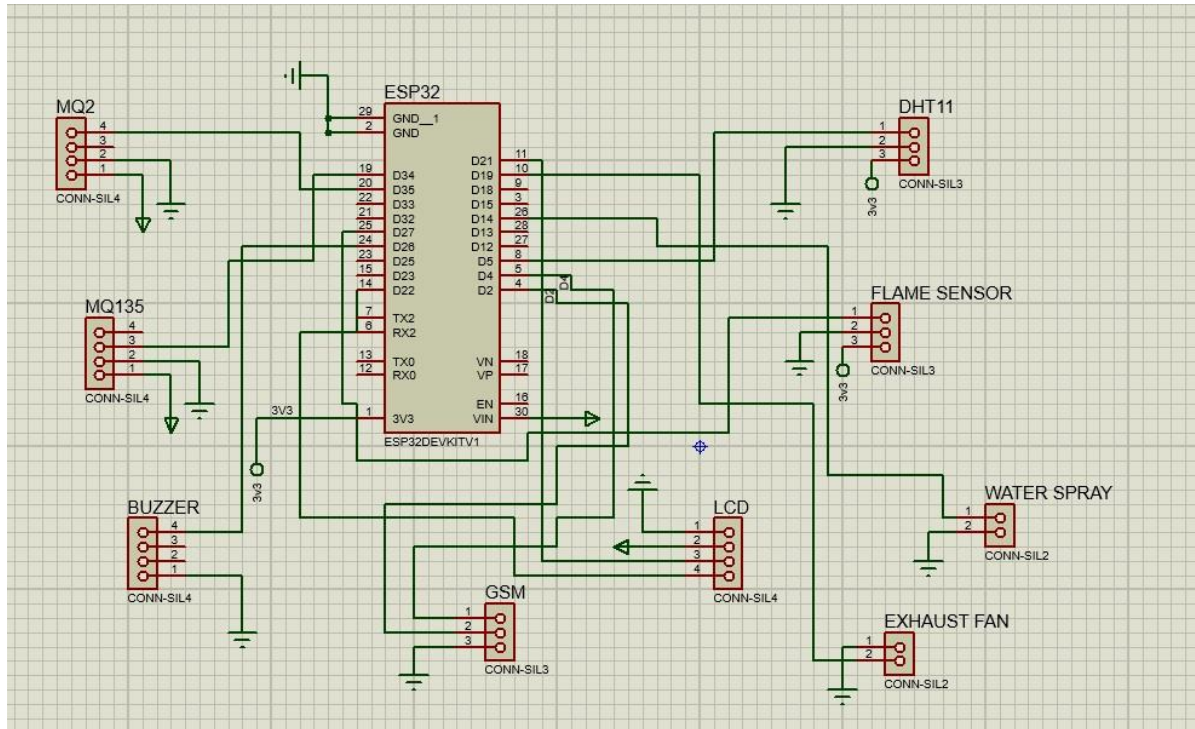 ESP32
29 GND__1
2 GND
19 D34
20 D35
22 D33
21 D32
25 D27
24 D26
23 D25
15 D23
14 D22
7 TX2
6 RX2
13 TX0
12 RX0
1 3V3
D21 11
D19 10
D18 9
D15 3
D14 26
D13 28
D12 27
D5 8
D4 5
D2 4
VN 18
VP 17
EN 16
VIN 30
ESP32DEVKITV1
D4
D2
3V3
3v3
MQ2
4
3
2
1
CONN-SIL4
MQ135
4
3
2
1
CONN-SIL4
BUZZER
4
3
2
1
CONN-SIL4
GSM
1
2
3
CONN-SIL3
LCD
1
2
3
4
CONN-SIL4
DHT11
1
2
3
3v3
CONN-SIL3
FLAME SENSOR
1
2
3
3v3
CONN-SIL3
WATER SPRAY
1
2
CONN-SIL2
EXHAUST FAN
1
2
CONN-SIL2